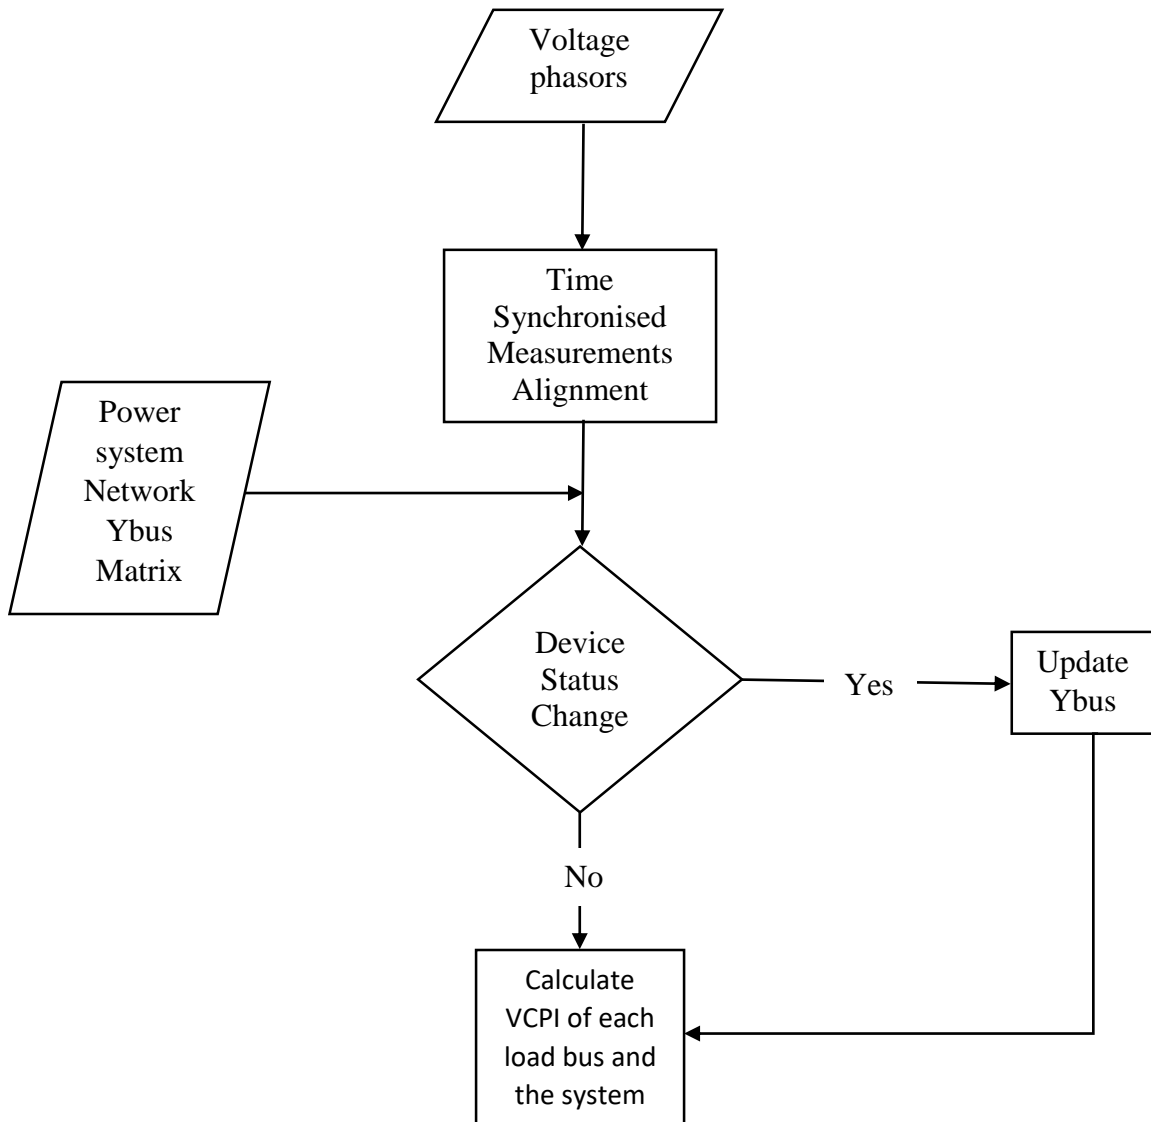 Voltage
phasors
Time
Synchronised
Measurements
Alignment
Power
system
Network
Ybus
Matrix
Device
Status
Change
Yes
Update
Ybus
No
Calculate
VCPI of each
load bus and
the system